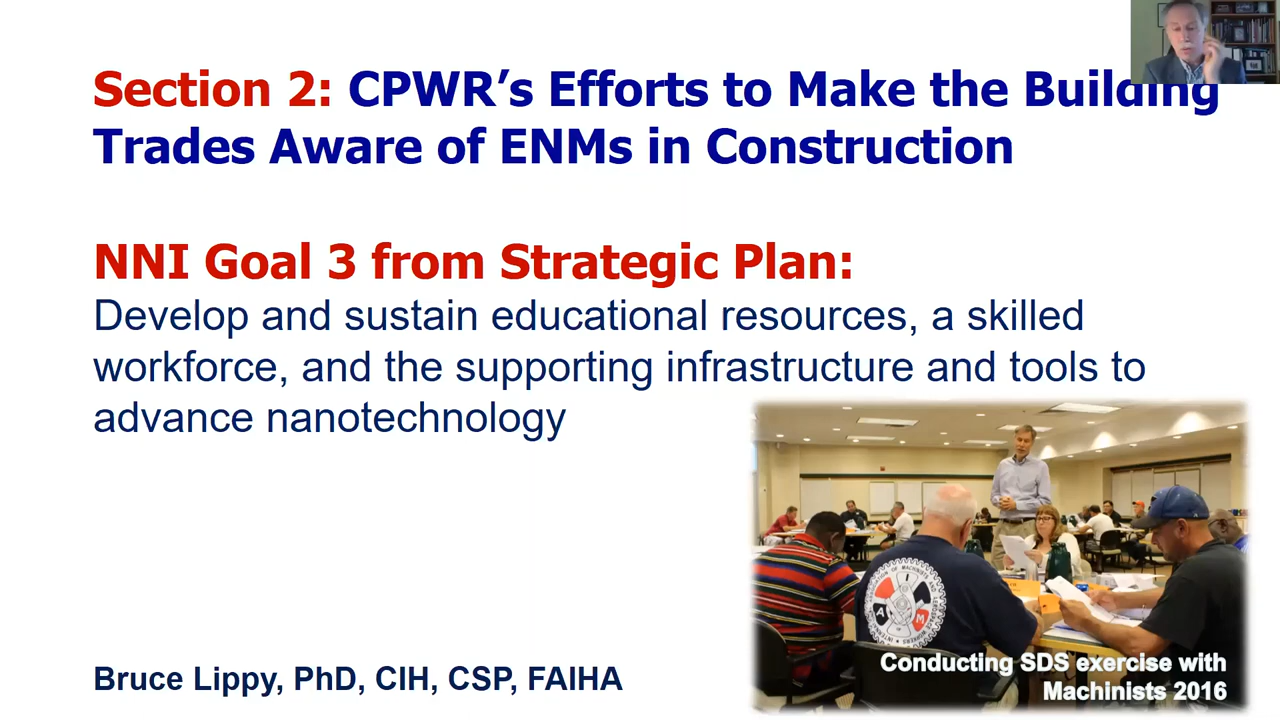 Section 2: CPWR’s Efforts to Make the Building
Trades Aware of ENMs in Construction
NNI Goal 3 from Strategic Plan:
Develop and sustain educational resources, a skilled
workforce, and the supporting infrastructure and tools to
advance nanotechnology
Bruce Lippy, PhD, CIH, CSP, FAIHA
Conducting SDS exercise with
Machinists 2016